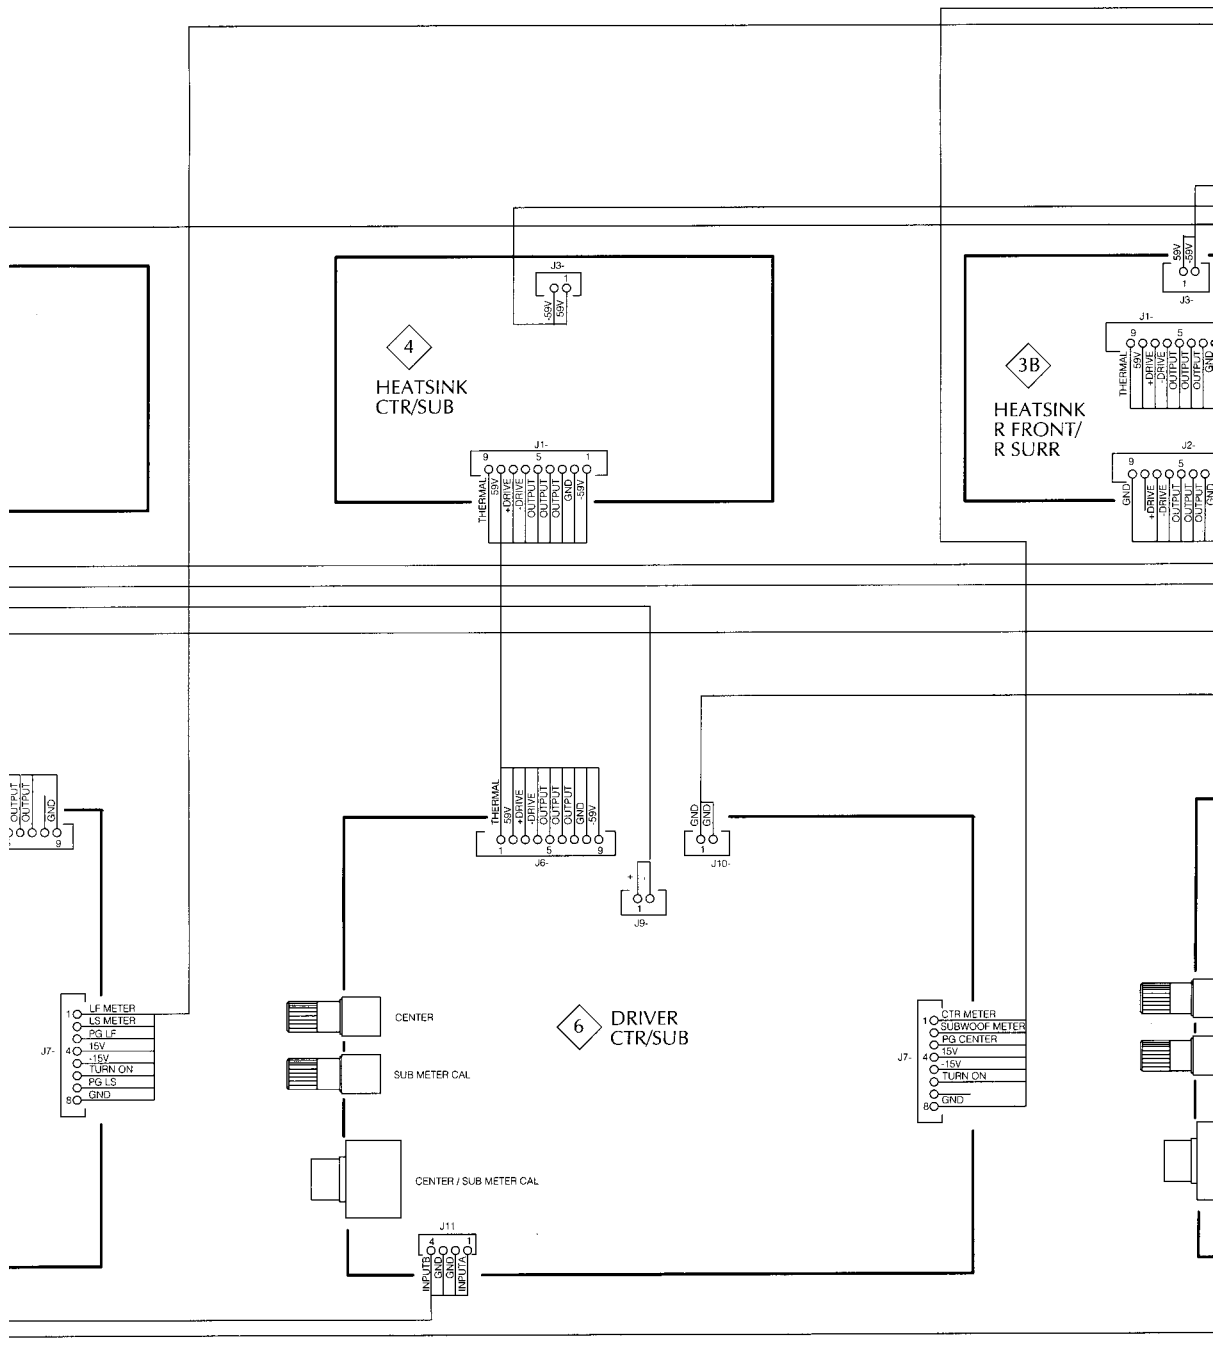 59V
-59V
1
J3-
J3-
1
-59V
59V
4
HEATSINK
CTR/SUB
J1-
9 5 1
THERMAL
59V
+DRIVE
-DRIVE
OUTPUT
OUTPUT
OUTPUT
GND
-59V
3B
HEATSINK
R FRONT/
R SURR
J1-
9 5
THERMAL
59V
+DRIVE
-DRIVE
OUTPUT
OUTPUT
OUTPUT
GND
J2-
9 5
GND
+DRIVE
-DRIVE
OUTPUT
OUTPUT
OUTPUT
GND
OUTPUT
OUTPUT
GND
9
THERMAL
59V
+DRIVE
-DRIVE
OUTPUT
OUTPUT
OUTPUT
GND
-59V
1 5 9
J6-
GND
GND
1
J10-
+ -
1
J9-
J7-
1 LF METER
LS METER
PG LF
4 15V
-15V
TURN ON
PG LS
8 GND
CENTER
SUB METER CAL
CENTER / SUB METER CAL
6
DRIVER
CTR/SUB
J7-
1 CTR METER
SUBWOOF METER
PG CENTER
4 15V
-15V
TURN ON
GND
8
J11
4 1
INPUTB
GND
GND
INPUTA